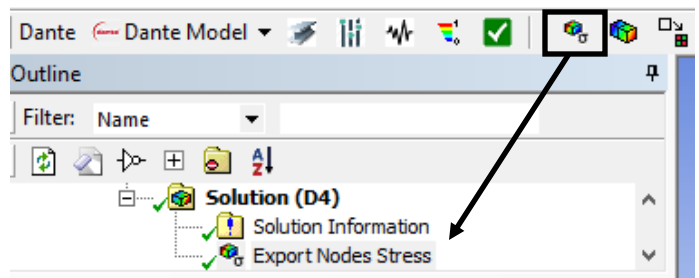 Dante Dante Model
Outline
Filter: Name
Solution (D4)
Solution Information
Export Nodes Stress